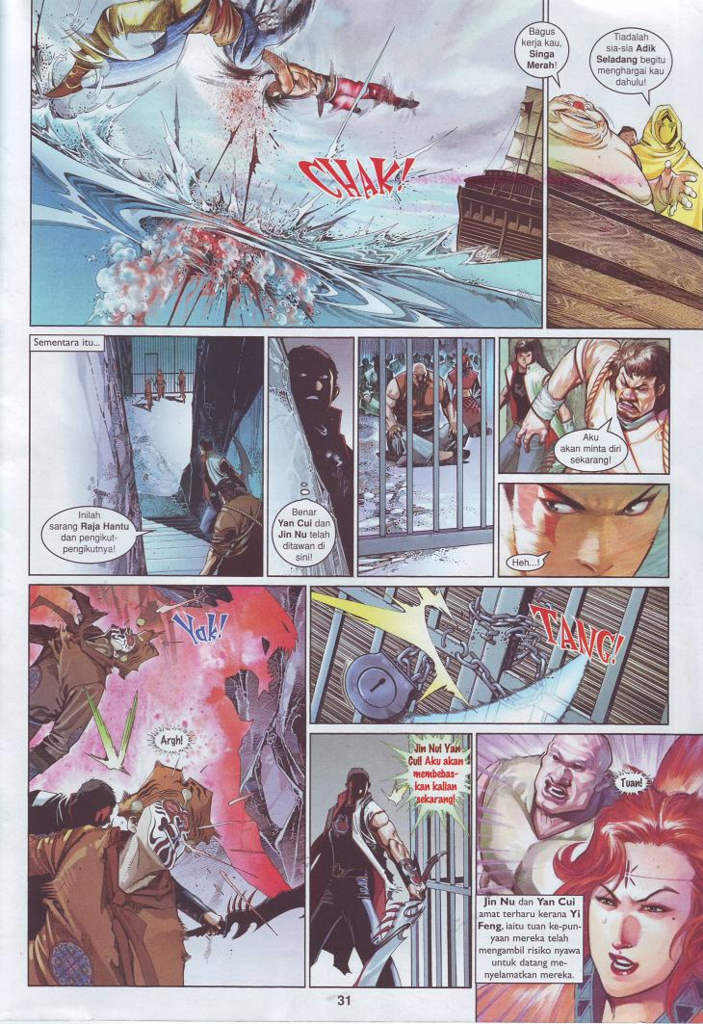 Bagus
kerja kau,
Singa
Merah!
Tiadalah
sia-sia Adik
Seladang begitu
menghargai kau
dahulu!
CHAK!
Sementara itu...
Inilah
sarang Raja Hantu
dan pengikut-
pengikutnya!
Benar
Yan Cui dan
Jin Nu telah
ditawan di
sini!
Aku
akan minta diri
sekarang!
Heh...!
Yak!
Argh!
TANG!
Jin Nu! Yan
Cui! Aku akan
membebas-
kan kalian
sekarang!
Tuan!
Jin Nu dan Yan Cui
amat terharu kerana Yi
Feng, iaitu tuan ke-pun-
yaan mereka telah
mengambil risiko nyawa
untuk datang me-
nyelamatkan mereka.
31